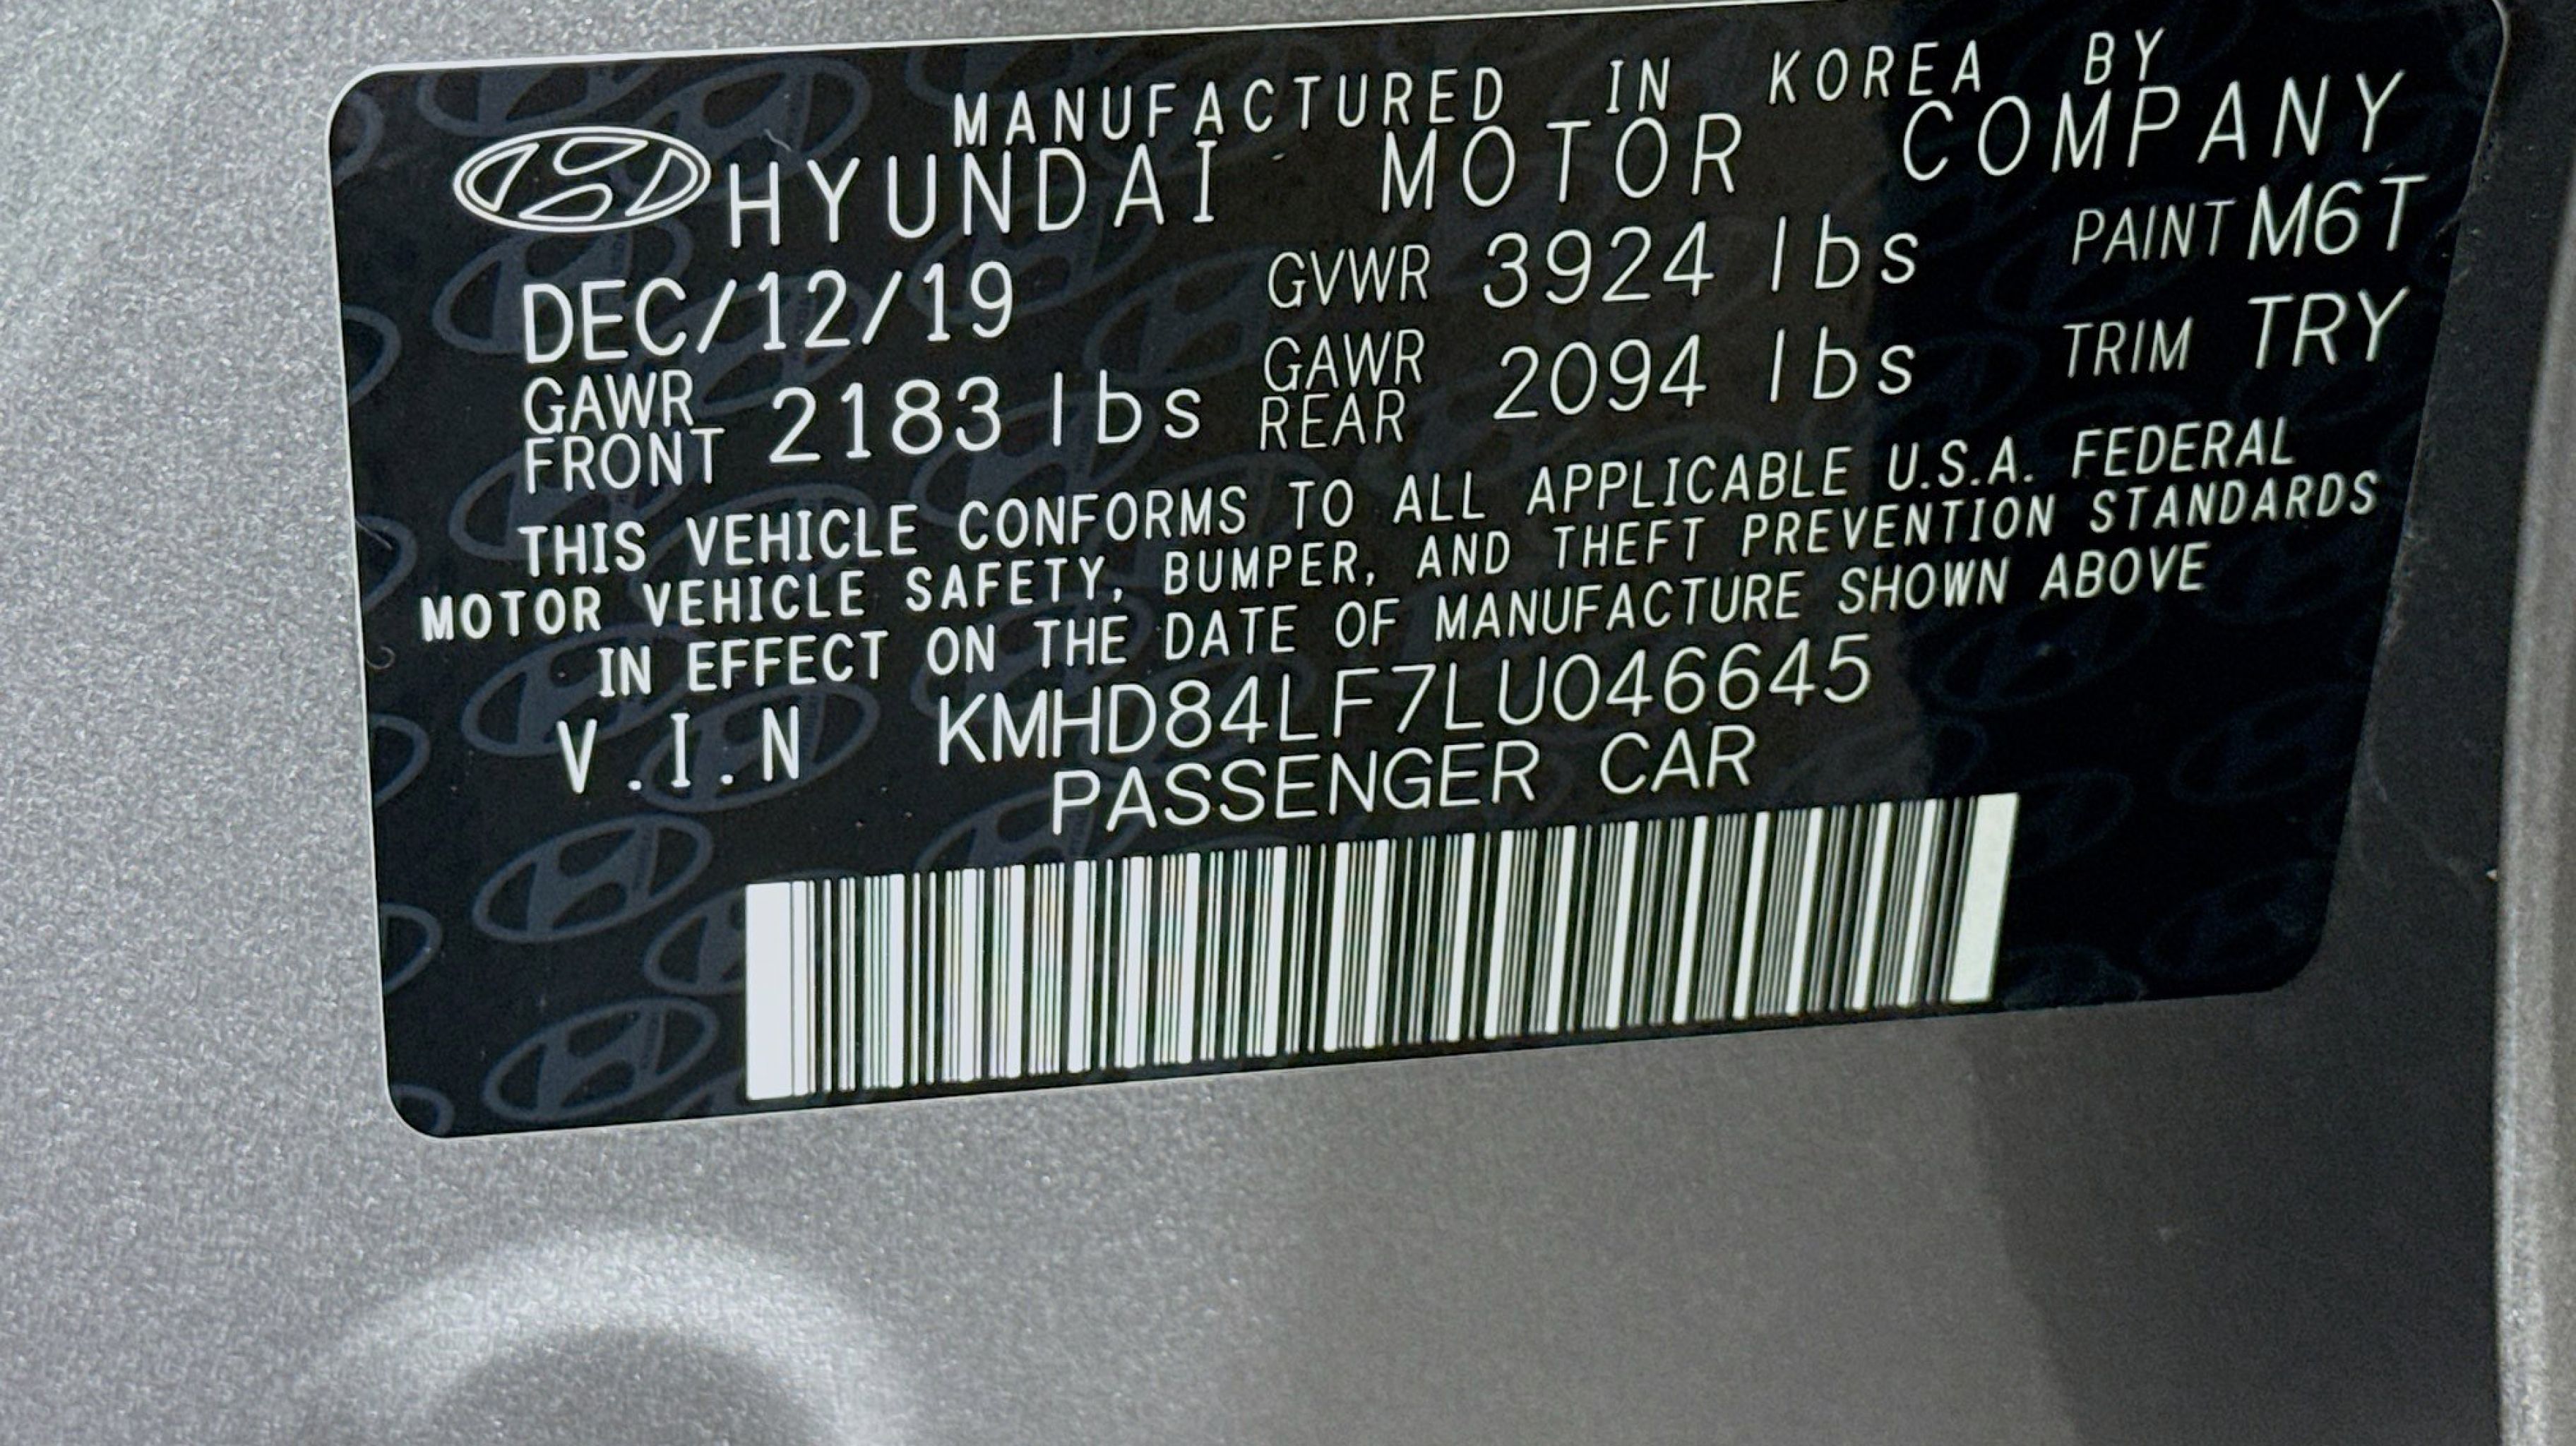 MANUFACTURED IN KOREA BY
HYUNDAI MOTOR COMPANY
DEC/12/19 GVWR 3924 lbs PAINT M6T
GAWR FRONT 2183 lbs GAWR REAR 2094 lbs TRIM TRY
THIS VEHICLE CONFORMS TO ALL APPLICABLE U.S.A. FEDERAL
MOTOR VEHICLE SAFETY, BUMPER, AND THEFT PREVENTION STANDARDS
IN EFFECT ON THE DATE OF MANUFACTURE SHOWN ABOVE
V.I.N KMHD84LF7LU046645
PASSENGER CAR